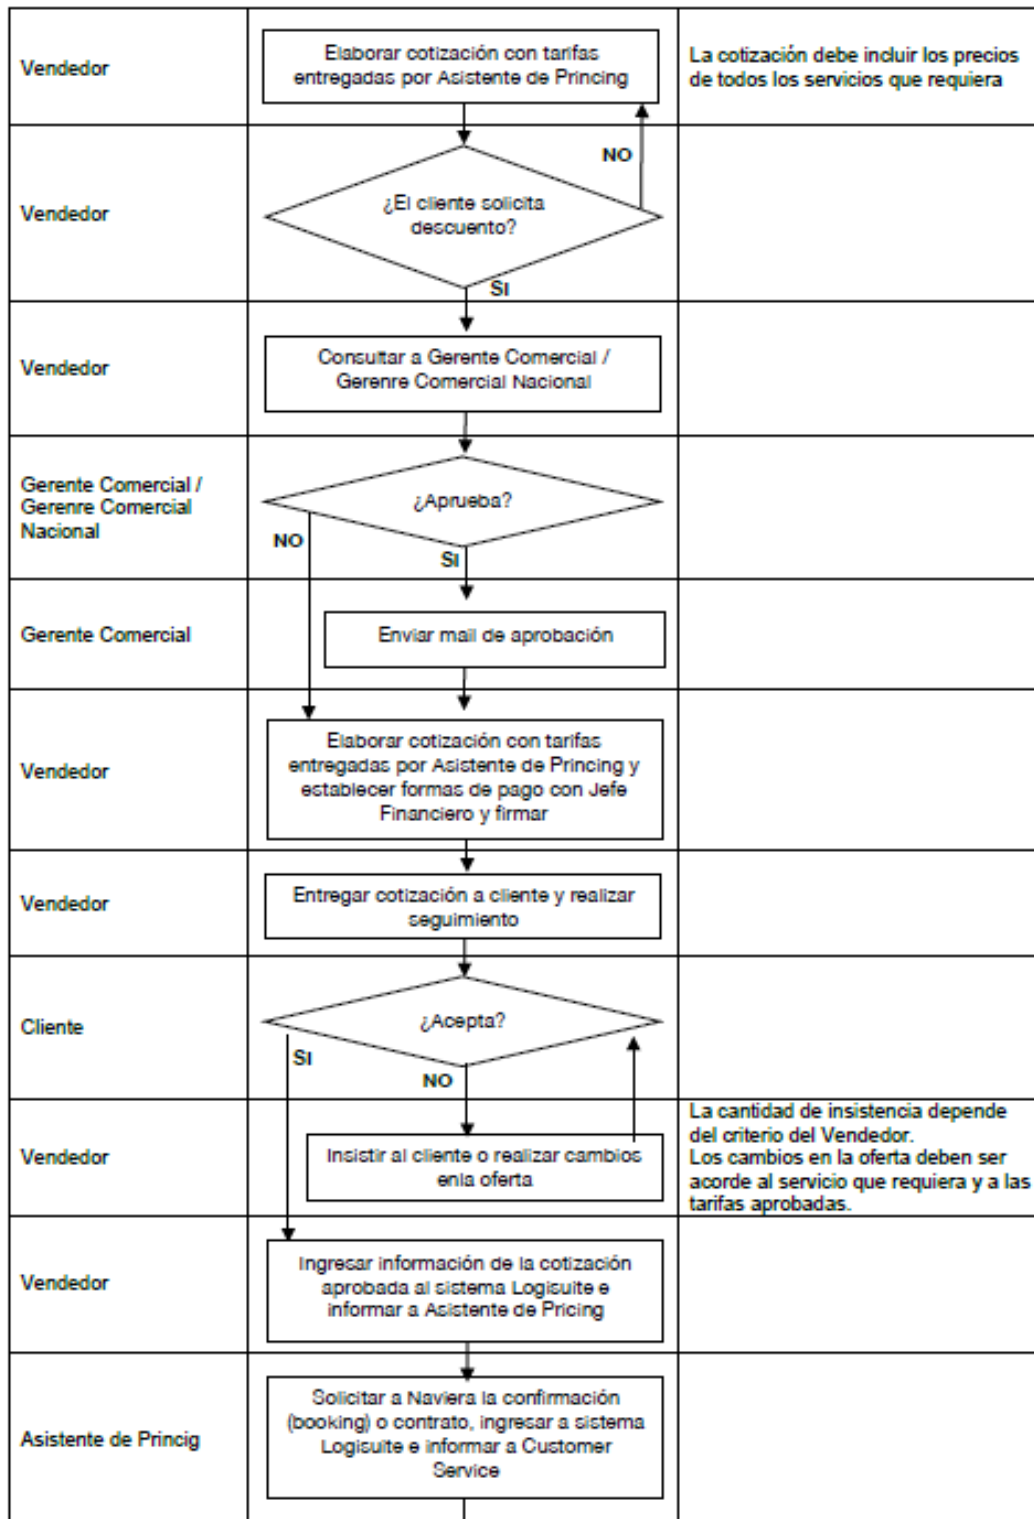 Vendedor
Elaborar cotización con tarifas
entregadas por Asistente de Princing
La cotización debe incluir los precios
de todos los servicios que requiera
NO
Vendedor
¿El cliente solicita
descuento?
SI
Vendedor
Consultar a Gerente Comercial /
Gerenre Comercial Nacional
Gerente Comercial /
Gerenre Comercial
Nacional
¿Aprueba?
NO
SI
Gerente Comercial
Enviar mail de aprobación
Vendedor
Elaborar cotización con tarifas
entregadas por Asistente de Princing y
establecer formas de pago con Jefe
Financiero y firmar
Vendedor
Entregar cotización a cliente y realizar
seguimiento
Cliente
¿Acepta?
SI
NO
Vendedor
Insistir al cliente o realizar cambios
enla oferta
La cantidad de insistencia depende
del criterio del Vendedor.
Los cambios en la oferta deben ser
acorde al servicio que requiera y a las
tarifas aprobadas.
Vendedor
Ingresar información de la cotización
aprobada al sistema Logisuite e
informar a Asistente de Pricing
Asistente de Princig
Solicitar a Naviera la confirmación
(booking) o contrato, ingresar a sistema
Logisuite e informar a Customer
Service